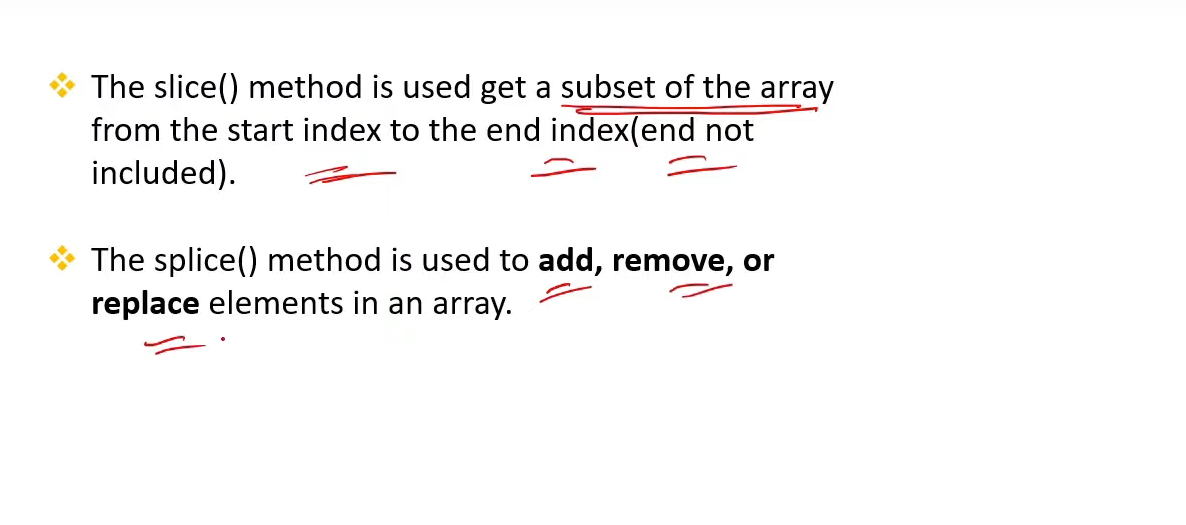 The slice() method is used get a subset of the array
from the start index to the end index(end not
included).
The splice() method is used to add, remove, or
replace elements in an array.